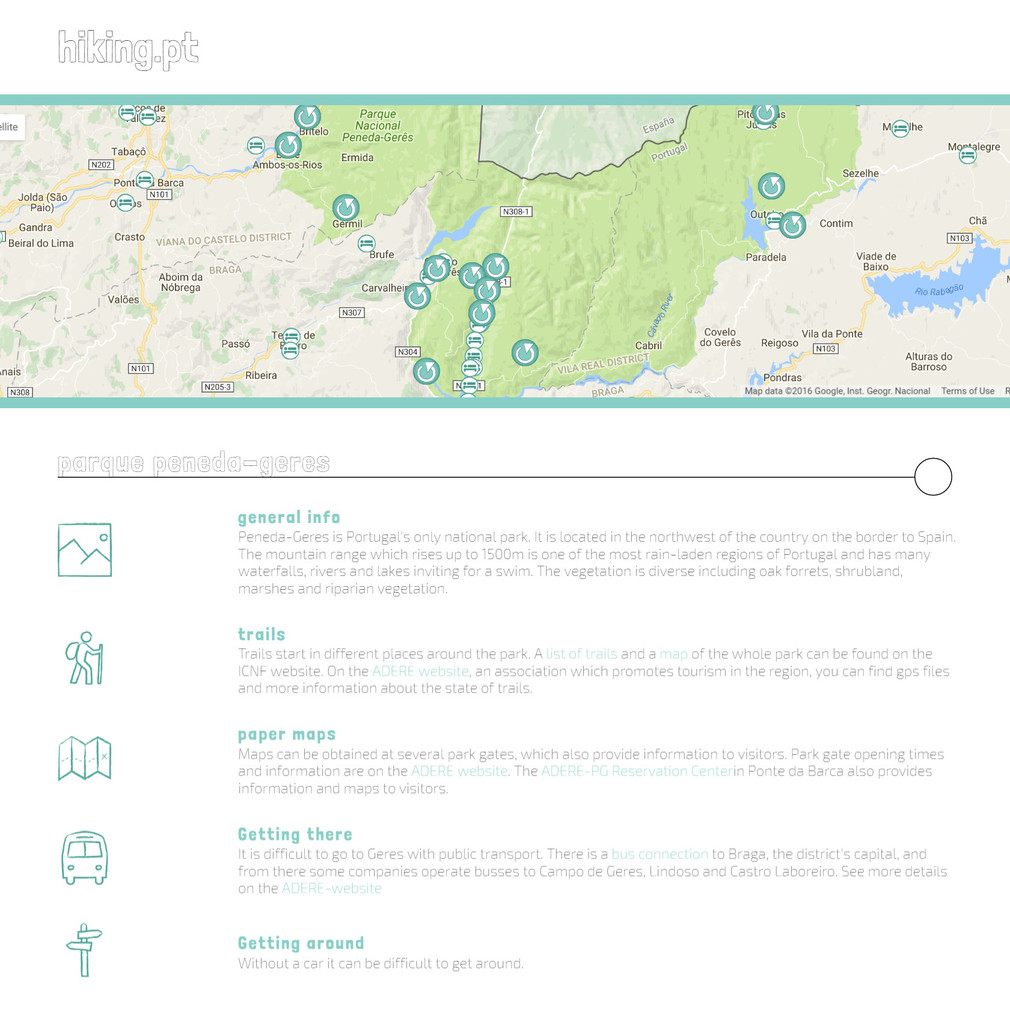 hiking.pt
ellite
Parque
Nacional
Peneda-Gerês
Britelo
España
Portugal
Montalegre
Tabaçô
N202
Ambos-os-Rios
Ermida
Sezelhe
Barca
N101
Jolda (São
Paio)
N308-1
Gandra
Germil
Contim
Chã
Beiral do Lima
Crasto
VIANA DO CASTELO DISTRICT
Brufe
N103
BRAGA
Paradela
Viade de
Baixo
Aboim da
Nóbrega
Carvalhe
Rio Rabagão
Valões
N307
Cávado River
Covelo
do Gerês
Vila da Ponte
Passó
N304
Cabril
Reigoso
N103
VILA REAL DISTRICT
Alturas do
Barroso
N101
Ribeira
Pondras
N308
N205-3
BRAGA
Map data ©2016 Google, Inst. Geogr. Nacional
Terms of Use
parque peneda-geres
general info
Peneda-Geres is Portugal's only national park. It is located in the northwest of the country on the border to Spain.
The mountain range which rises up to 1500m is one of the most rain-laden regions of Portugal and has many
waterfalls, rivers and lakes inviting for a swim. The vegetation is diverse including oak forrets, shrubland,
marshes and riparian vegetation.
trails
Trails start in different places around the park. A list of trails and a map of the whole park can be found on the
ICNF website. On the ADERE website, an association which promotes tourism in the region, you can find gps files
and more information about the state of trails.
paper maps
Maps can be obtained at several park gates, which also provide information to visitors. Park gate opening times
and information are on the ADERE website. The ADERE-PG Reservation Centerin Ponte da Barca also provides
information and maps to visitors.
Getting there
It is difficult to go to Geres with public transport. There is a bus connection to Braga, the district's capital, and
from there some companies operate busses to Campo de Geres, Lindoso and Castro Laboreiro. See more details
on the ADERE-website
Getting around
Without a car it can be difficult to get around.